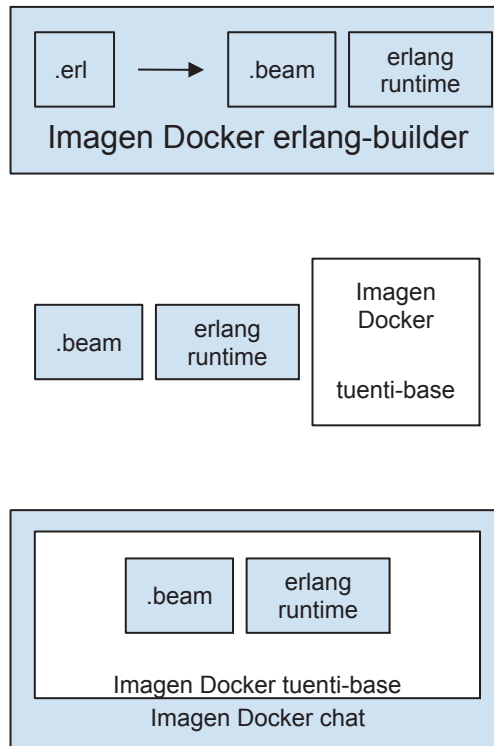 .erl
.beam
erlang
runtime
Imagen Docker erlang-builder
.beam
erlang
runtime
Imagen
Docker
tuenti-base
.beam
erlang
runtime
Imagen Docker tuenti-base
Imagen Docker chat